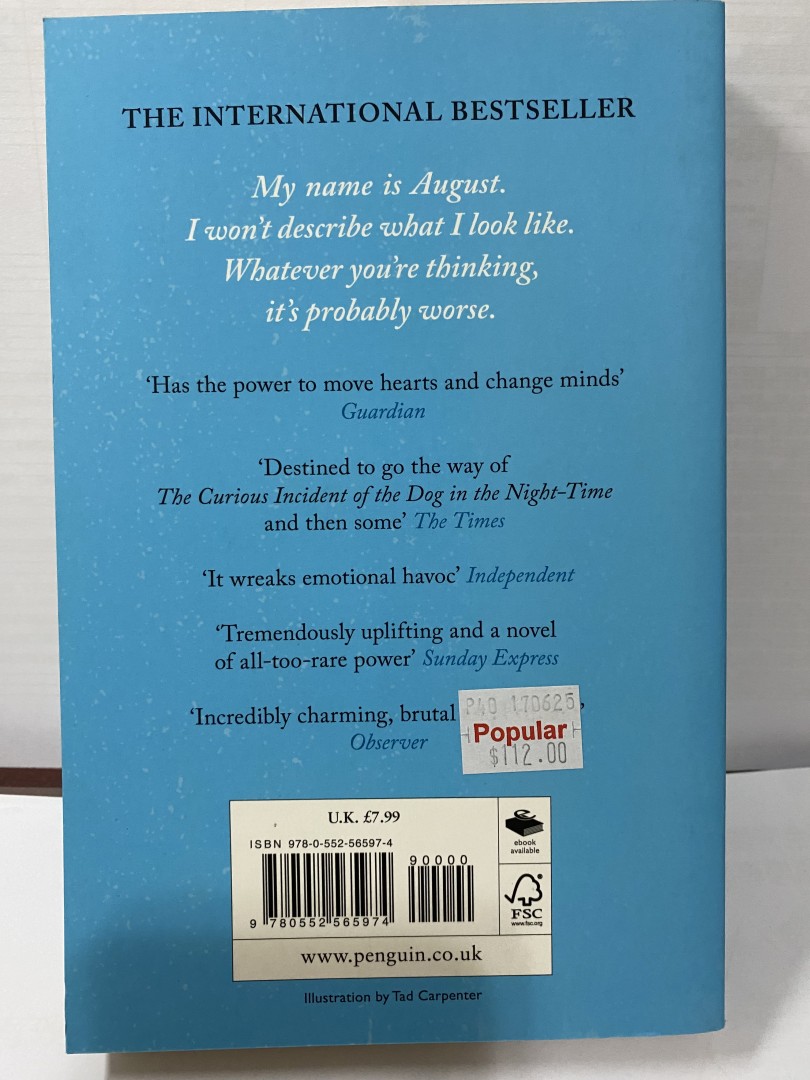 THE INTERNATIONAL BESTSELLER
My name is August.
I won't describe what I look like.
Whatever you're thinking,
it's probably worse.
‘Has the power to move hearts and change minds’
Guardian
‘Destined to go the way of
The Curious Incident of the Dog in the Night-Time
and then some’ The Times
‘It wreaks emotional havoc’ Independent
‘Tremendously uplifting and a novel
of all-too-rare power’ Sunday Express
‘Incredibly charming, brutal ’
Observer
170625
Popular
$112.00
U.K. £7.99
ISBN 978-0-552-56597-4
90000
9 780552 565974
ebook
available
FSC
www.fsc.org
www.penguin.co.uk
Illustration by Tad Carpenter